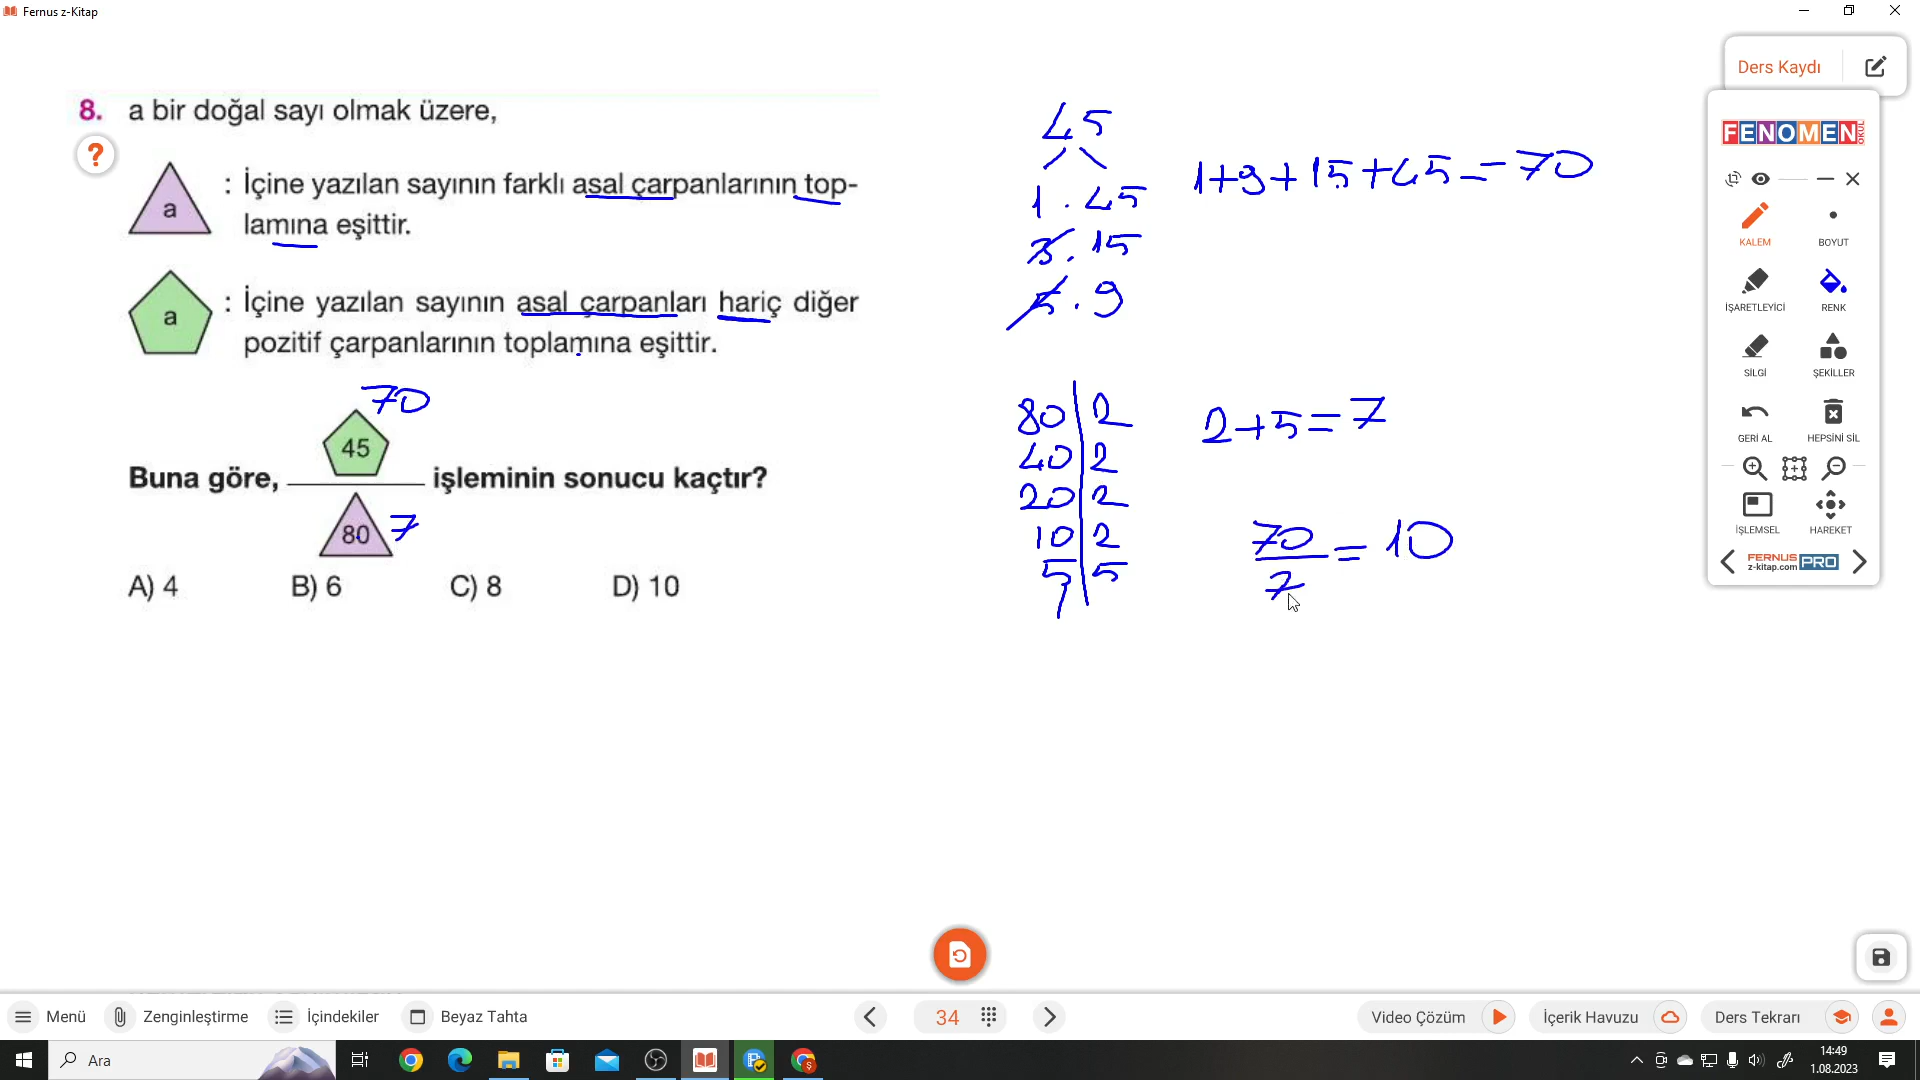 Fernus z-Kitap
Ders Kaydı
8. a bir doğal sayı olmak üzere,
?
a : İçine yazılan sayının farklı asal çarpanlarının top-
lamına eşittir.
a : İçine yazılan sayının asal çarpanları hariç diğer
pozitif çarpanlarının toplamına eşittir.
70
45
Buna göre, işleminin sonucu kaçtır?
80 7
A) 4 B) 6 C) 8 D) 10
45
1 . 45
3 . 15
5 . 9
1+9+15+45=70
80 2
40 2
20 2
10 2
5 5
1
2+5=7
70
7
=10
FENOMEN OKUL
KALEM BOYUT
İŞARETLEYİCİ RENK
SİLGİ ŞEKİLLER
GERİ AL HEPSİNİ SİL
İŞLEMSEL HAREKET
FERNUS
z-kitap.com PRO
Menü Zenginleştirme İçindekiler Beyaz Tahta 34 Video Çözüm İçerik Havuzu Ders Tekrarı
Ara
14:49
1.08.2023